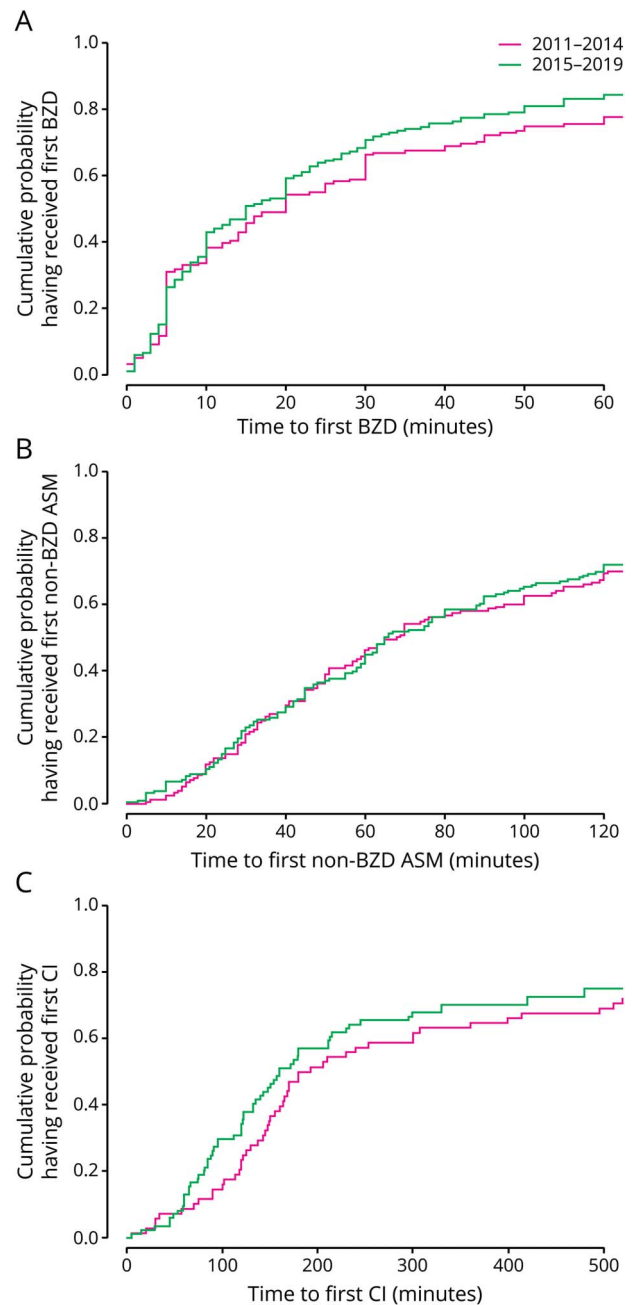 A
2011–2014
2015–2019
Cumulative probability
having received first BZD
1.0
0.8
0.6
0.4
0.2
0.0
0 10 20 30 40 50 60
Time to first BZD (minutes)
B
Cumulative probability
having received first non-BZD ASM
1.0
0.8
0.6
0.4
0.2
0.0
0 20 40 60 80 100 120
Time to first non-BZD ASM (minutes)
C
Cumulative probability
having received first CI
1.0
0.8
0.6
0.4
0.2
0.0
0 100 200 300 400 500
Time to first CI (minutes)